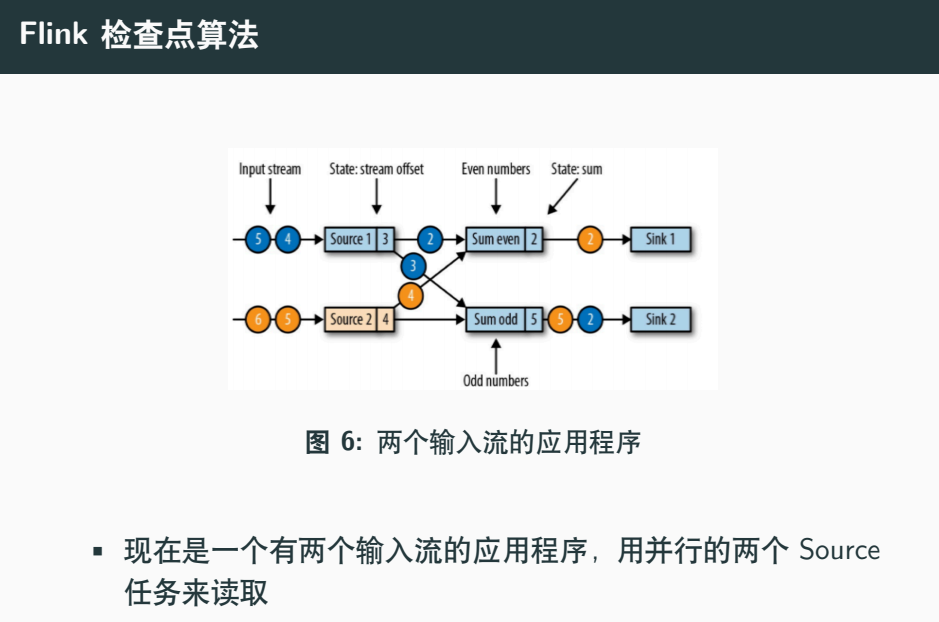 Flink 检查点算法
Input stream State: stream offset Even numbers State: sum
5 4 Source 1 3 2 Sum even 2 2 Sink 1
3
4
6 5 Source 2 4 Sum odd 5 5 2 Sink 2
Odd numbers
图 6: 两个输入流的应用程序
▪ 现在是一个有两个输入流的应用程序，用并行的两个 Source
任务来读取